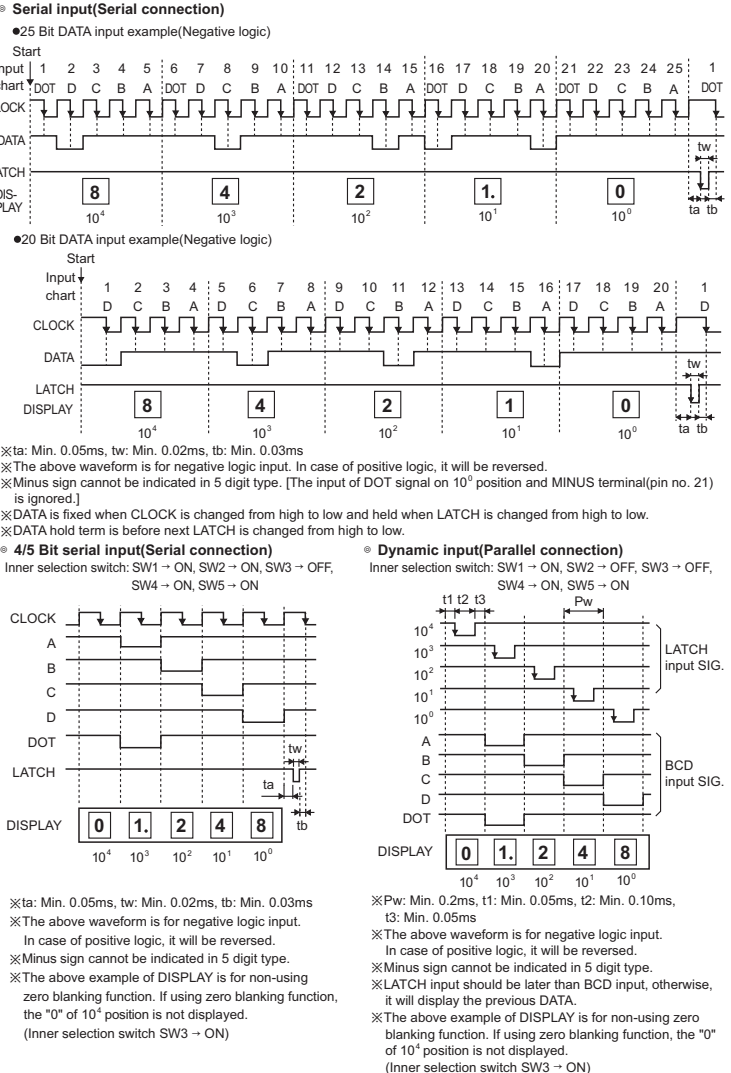 ◎ Serial input(Serial connection)
●25 Bit DATA input example(Negative logic)
Start
1 2 3 4 5 6 7 8 9 10 11 12 13 14 15 16 17 18 19 20 21 22 23 24 25 1
DOT D C B A DOT D C B A DOT D C B A DOT D C B A DOT D C B A DOT
tw
8 4 2 1. 0
10⁴ 10³ 10² 10¹ 10⁰
ta tb
●20 Bit DATA input example(Negative logic)
Start
Input
chart
1 2 3 4 5 6 7 8 9 10 11 12 13 14 15 16 17 18 19 20 1
D C B A D C B A D C B A D C B A D C B A D
CLOCK
DATA
tw
LATCH
DISPLAY
8 4 2 1 0
10⁴ 10³ 10² 10¹ 10⁰
ta tb
※ta: Min. 0.05ms, tw: Min. 0.02ms, tb: Min. 0.03ms
※The above waveform is for negative logic input. In case of positive logic, it will be reversed.
※Minus sign cannot be indicated in 5 digit type. [The input of DOT signal on 10⁰ position and MINUS terminal(pin no. 21)
is ignored.]
※DATA is fixed when CLOCK is changed from high to low and held when LATCH is changed from high to low.
※DATA hold term is before next LATCH is changed from high to low.
◎ 4/5 Bit serial input(Serial connection)
Inner selection switch: SW1 → ON, SW2 → ON, SW3 → OFF,
SW4 → ON, SW5 → ON
CLOCK
A
B
C
D
DOT
tw
LATCH
ta
tb
DISPLAY 0 1. 2 4 8
10⁴ 10³ 10² 10¹ 10⁰
※ta: Min. 0.05ms, tw: Min. 0.02ms, tb: Min. 0.03ms
※The above waveform is for negative logic input.
In case of positive logic, it will be reversed.
※Minus sign cannot be indicated in 5 digit type.
※The above example of DISPLAY is for non-using
zero blanking function. If using zero blanking function,
the "0" of 10⁴ position is not displayed.
(Inner selection switch SW3 → ON)
◎ Dynamic input(Parallel connection)
Inner selection switch: SW1 → ON, SW2 → OFF, SW3 → OFF,
SW4 → ON, SW5 → ON
t1 t2 t3 Pw
10⁴
10³
10²
10¹
10⁰
LATCH
input SIG.
A
B
C
D
DOT
BCD
input SIG.
DISPLAY 0 1. 2 4 8
10⁴ 10³ 10² 10¹ 10⁰
※Pw: Min. 0.2ms, t1: Min. 0.05ms, t2: Min. 0.10ms,
t3: Min. 0.05ms
※The above waveform is for negative logic input.
In case of positive logic, it will be reversed.
※Minus sign cannot be indicated in 5 digit type.
※LATCH input should be later than BCD input, otherwise,
it will display the previous DATA.
※The above example of DISPLAY is for non-using zero
blanking function. If using zero blanking function, the "0"
of 10⁴ position is not displayed.
(Inner selection switch SW3 → ON)